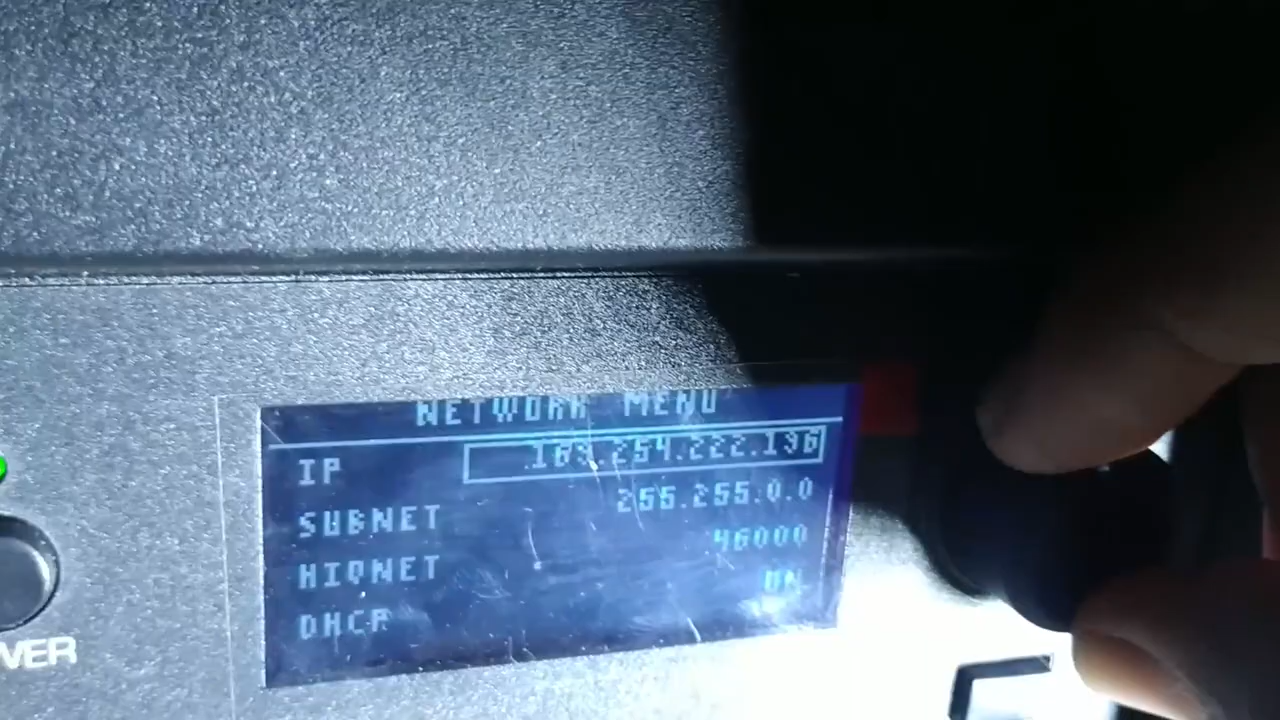 NETWORK MENU
IP 169.254.222.136
SUBNET 255.255.0.0
HIQNET 46000
DHCP ON
VER